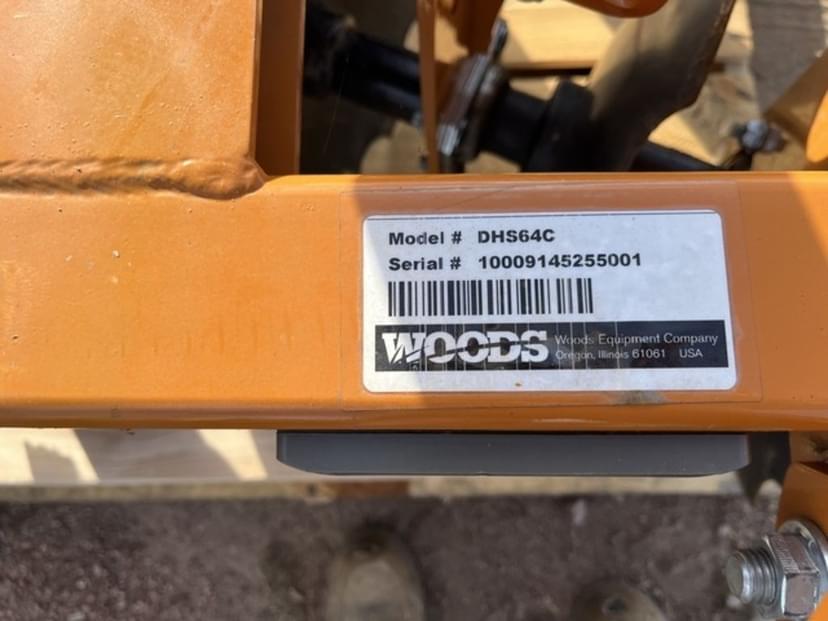 Model # DHS64C
Serial # 10009145255001
WOODS
Woods Equipment Company
Oregon, Illinois 61061 USA